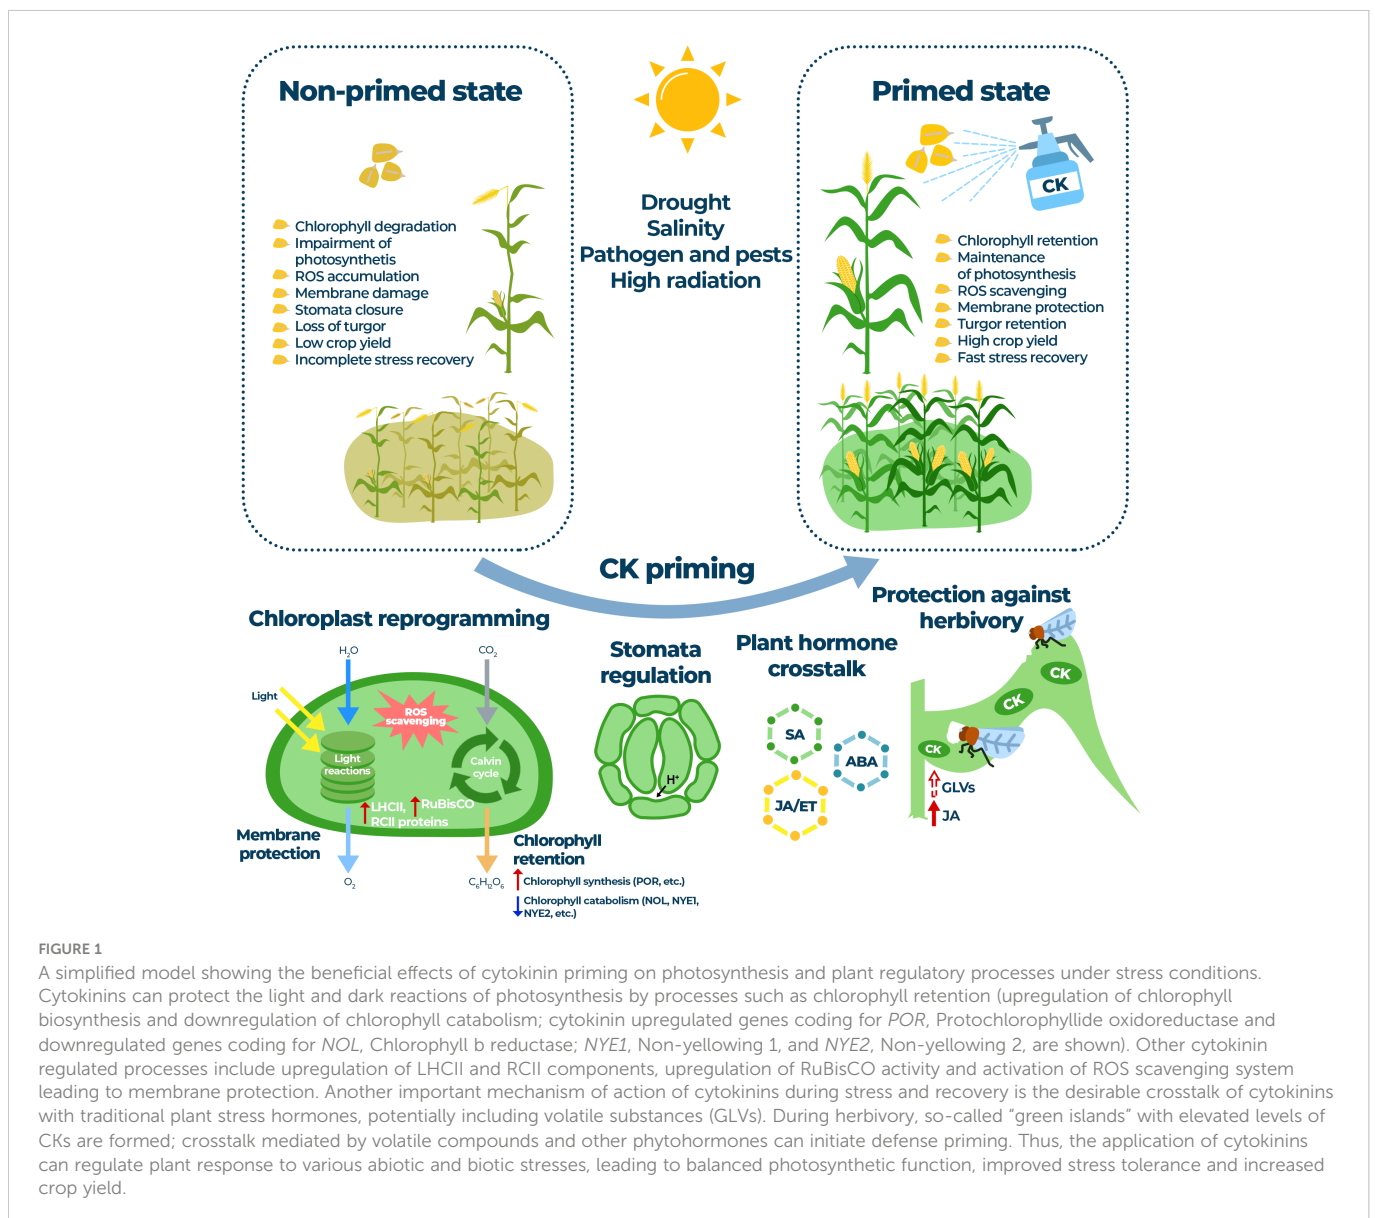 Non-primed state
Chlorophyll degradation
Impairment of
photosynthetis
ROS accumulation
Membrane damage
Stomata closure
Loss of turgor
Low crop yield
Incomplete stress recovery
Drought
Salinity
Pathogen and pests
High radiation
Primed state
CK
Chlorophyll retention
Maintenance
of photosynthesis
ROS scavenging
Membrane protection
Turgor retention
High crop yield
Fast stress recovery
CK priming
Chloroplast reprogramming
H₂O
CO₂
Light
ROS
scavenging
Light
reactions
Calvin
cycle
LHCII,
RCII proteins
RuBisCO
Membrane
protection
O₂
C₆H₁₂O₆
Chlorophyll
retention
Chlorophyll synthesis (POR, etc.)
Chlorophyll catabolism (NOL, NYE1,
NYE2, etc.)
Stomata
regulation
H⁺
Plant hormone
crosstalk
SA
ABA
JA/ET
Protection against
herbivory
CK
CK
CK
GLVs
JA
FIGURE 1
A simplified model showing the beneficial effects of cytokinin priming on photosynthesis and plant regulatory processes under stress conditions.
Cytokinins can protect the light and dark reactions of photosynthesis by processes such as chlorophyll retention (upregulation of chlorophyll
biosynthesis and downregulation of chlorophyll catabolism; cytokinin upregulated genes coding for POR, Protochlorophyllide oxidoreductase and
downregulated genes coding for NOL, Chlorophyll b reductase; NYE1, Non-yellowing 1, and NYE2, Non-yellowing 2, are shown). Other cytokinin
regulated processes include upregulation of LHCII and RCII components, upregulation of RuBisCO activity and activation of ROS scavenging system
leading to membrane protection. Another important mechanism of action of cytokinins during stress and recovery is the desirable crosstalk of cytokinins
with traditional plant stress hormones, potentially including volatile substances (GLVs). During herbivory, so-called “green islands” with elevated levels of
CKs are formed; crosstalk mediated by volatile compounds and other phytohormones can initiate defense priming. Thus, the application of cytokinins
can regulate plant response to various abiotic and biotic stresses, leading to balanced photosynthetic function, improved stress tolerance and increased
crop yield.